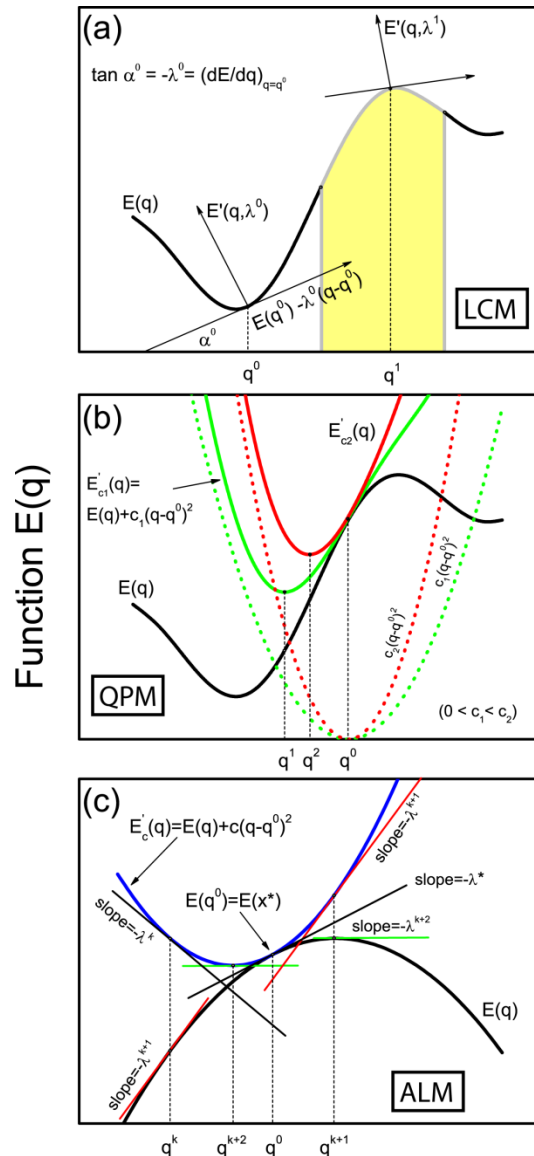 Function E(q)
(a)
E'(q,λ¹)
tan α⁰ = -λ⁰= (dE/dq)q=q⁰
E(q)
E'(q,λ⁰)
E(q⁰) -λ⁰(q-q⁰)
α⁰
LCM
q⁰ q¹
(b)
E'c2(q)
E'c1(q)=
E(q)+c₁(q-q⁰)²
E(q)
c₂(q-q⁰)²
c₁(q-q⁰)²
QPM
(0 < c₁< c₂)
q¹ q² q⁰
(c)
E'c(q)=E(q)+c(q-q⁰)²
slope=-λᵏ⁺¹
E(q⁰)=E(x*)
slope=-λ*
slope=-λᵏ
slope=-λᵏ⁺²
E(q)
slope=-λᵏ⁺¹
ALM
qᵏ qᵏ⁺² q⁰ qᵏ⁺¹